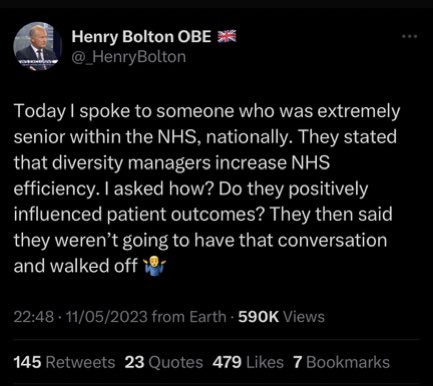 Henry Bolton OBE 🇬🇧
@_HenryBolton
Today I spoke to someone who was extremely
senior within the NHS, nationally. They stated
that diversity managers increase NHS
efficiency. I asked how? Do they positively
influenced patient outcomes? They then said
they weren’t going to have that conversation
and walked off 🤷‍♂️
22:48 · 11/05/2023 from Earth · 590K Views
145 Retweets 23 Quotes 479 Likes 7 Bookmarks